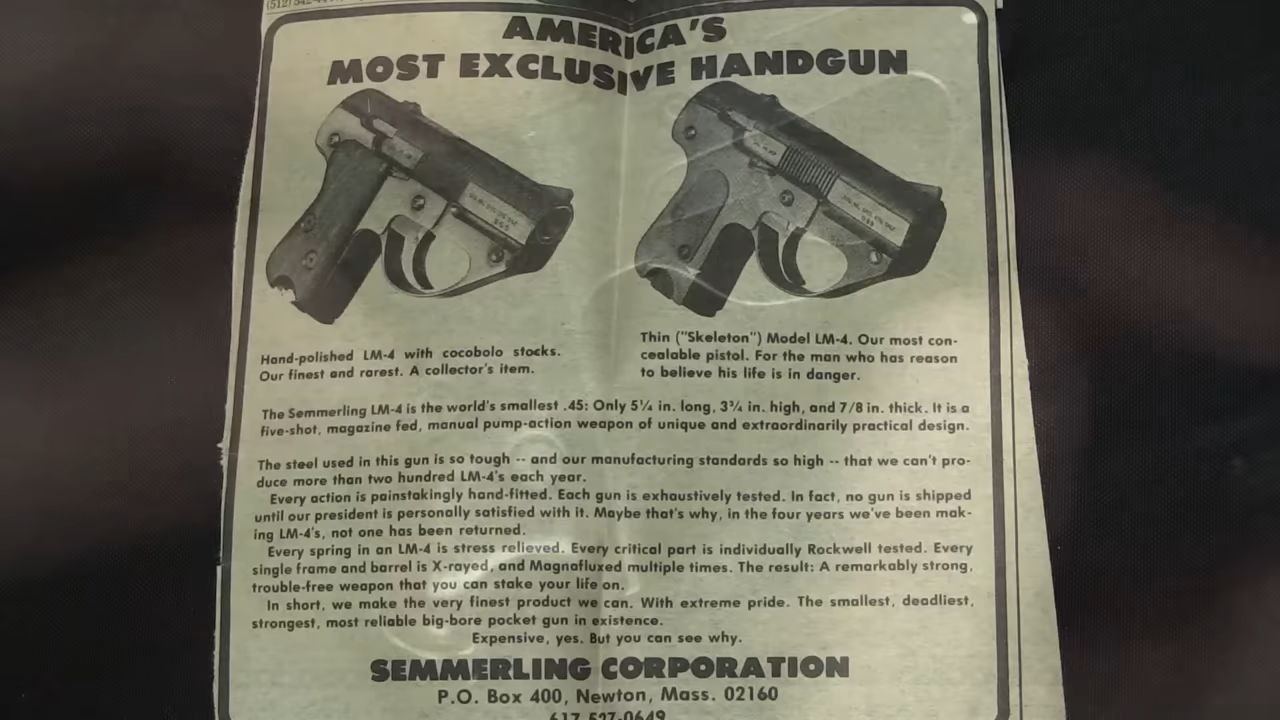 AMERICA'S
MOST EXCLUSIVE HANDGUN
Hand-polished LM-4 with cocobolo stocks.
Our finest and rarest. A collector's item.
Thin ("Skeleton") Model LM-4. Our most con-
cealable pistol. For the man who has reason
to believe his life is in danger.
The Semmerling LM-4 is the world's smallest .45: Only 5¼ in. long, 3¾ in. high, and 7/8 in. thick. It is a
five-shot, magazine fed, manual pump-action weapon of unique and extraordinarily practical design.
The steel used in this gun is so tough -- and our manufacturing standards so high -- that we can't pro-
duce more than two hundred LM-4's each year.
Every action is painstakingly hand-fitted. Each gun is exhaustively tested. In fact, no gun is shipped
until our president is personally satisfied with it. Maybe that's why, in the four years we've been mak-
ing LM-4's, not one has been returned.
Every spring in an LM-4 is stress relieved. Every critical part is individually Rockwell tested. Every
single frame and barrel is X-rayed, and Magnafluxed multiple times. The result: A remarkably strong,
trouble-free weapon that you can stake your life on.
In short, we make the very finest product we can. With extreme pride. The smallest, deadliest,
strongest, most reliable big-bore pocket gun in existence.
Expensive, yes. But you can see why.
SEMMERLING CORPORATION
P.O. Box 400, Newton, Mass. 02160
617-527-0649